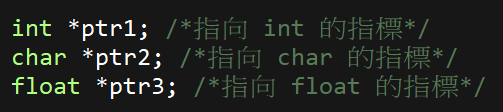 int *ptr1; /*指向 int 的指標*/
char *ptr2; /*指向 char 的指標*/
float *ptr3; /*指向 float 的指標*/